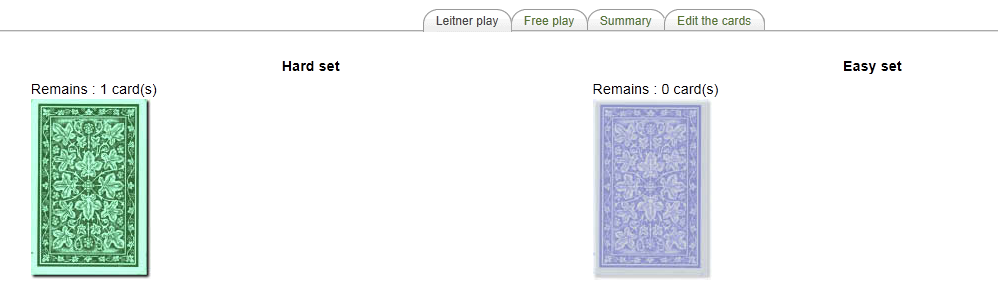 Leitner play Free play Summary Edit the cards
Hard set
Remains : 1 card(s)
Easy set
Remains : 0 card(s)